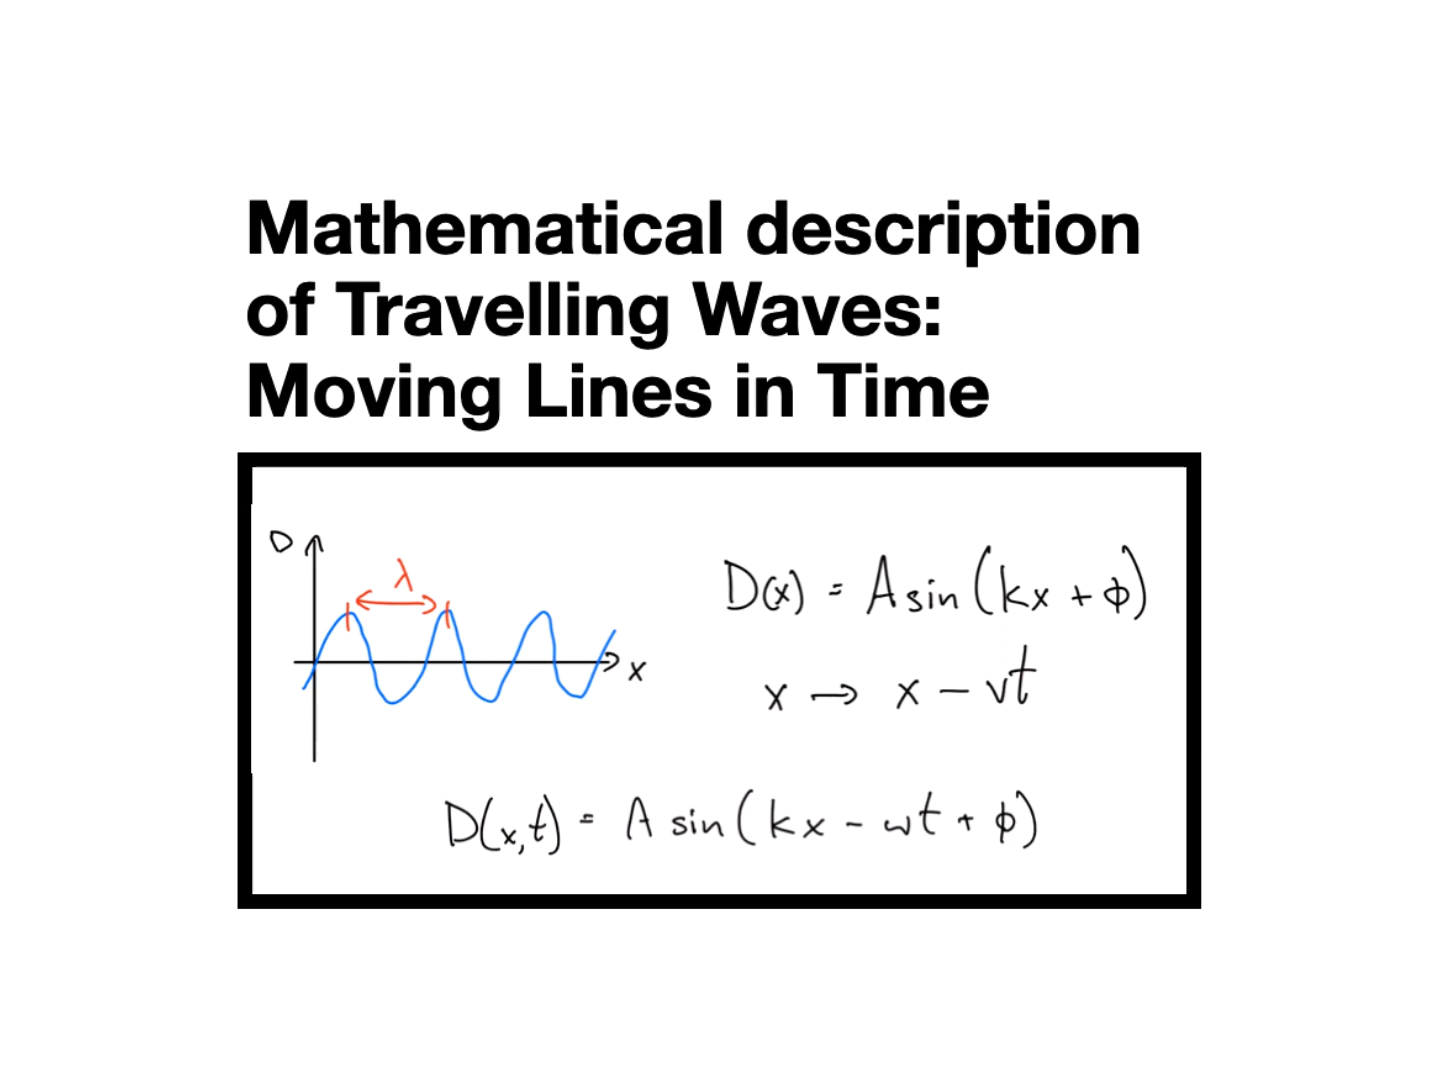 Mathematical description
of Travelling Waves:
Moving Lines in Time
D
λ
x
D(x) = A sin (kx + ϕ)
x → x - vt
D(x,t) = A sin (kx - ωt + ϕ)